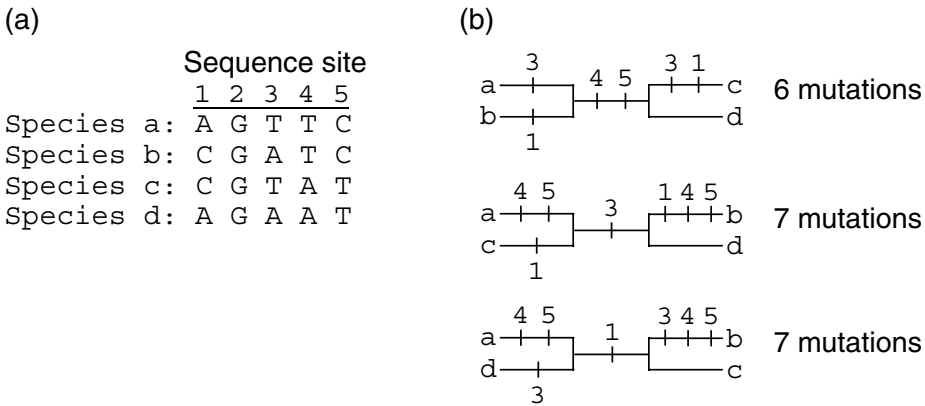 (a)
Sequence site
1 2 3 4 5
Species a: A G T T C
Species b: C G A T C
Species c: C G T A T
Species d: A G A A T
(b)
3 3 1
a 4 5 c 6 mutations
b d
1
4 5 1 4 5
a 3 b 7 mutations
c d
1
4 5 3 4 5
a 1 b 7 mutations
d c
3